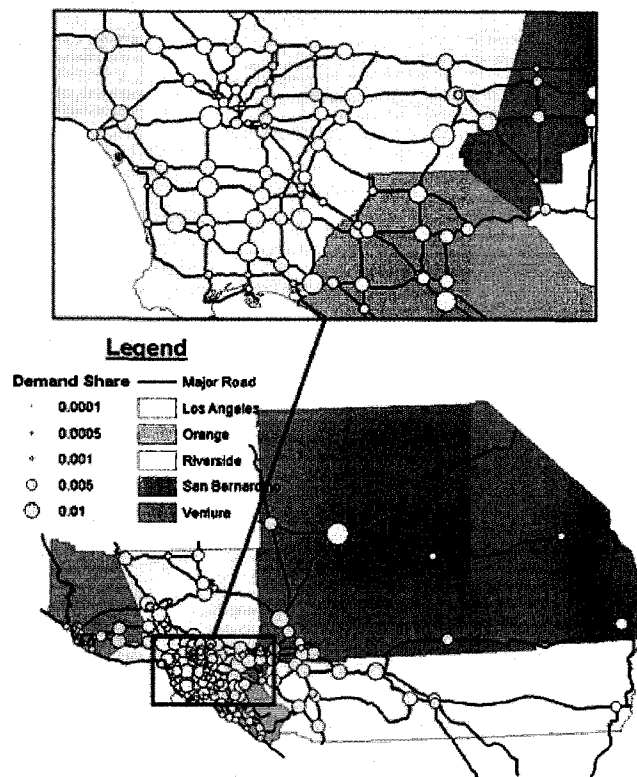 Legend
Demand Share
Major Road
0.0001
Los Angeles
0.0005
Orange
0.001
Riverside
0.005
San Bernardino
0.01
Ventura